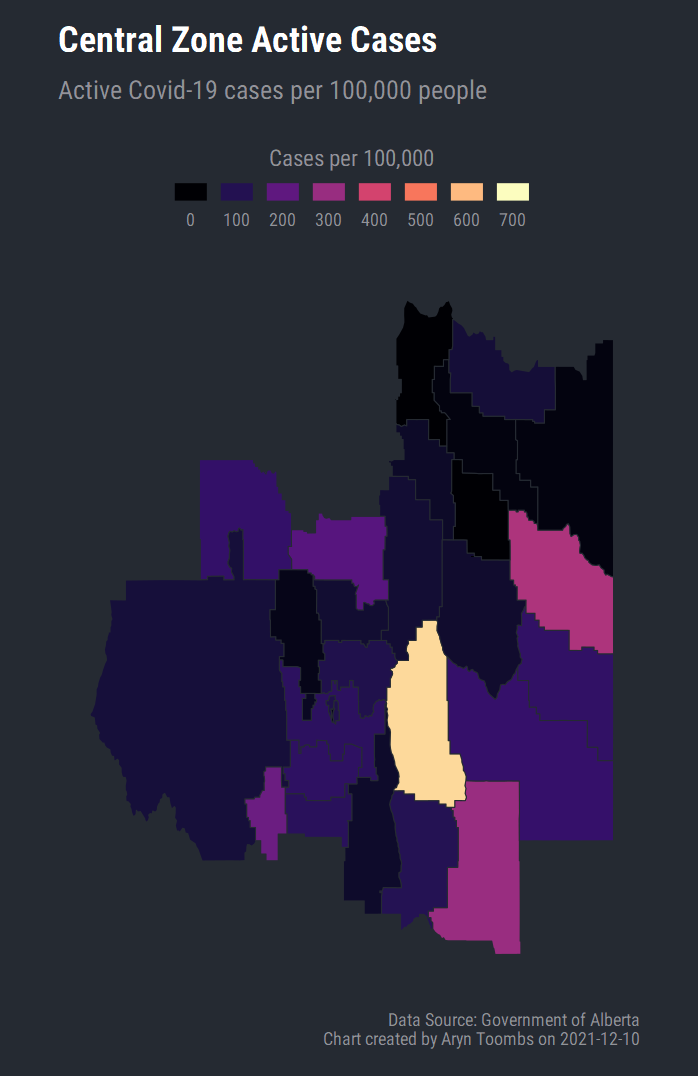 Central Zone Active Cases
Active Covid-19 cases per 100,000 people
Cases per 100,000
0 100 200 300 400 500 600 700
Data Source: Government of Alberta
Chart created by Aryn Toombs on 2021-12-10